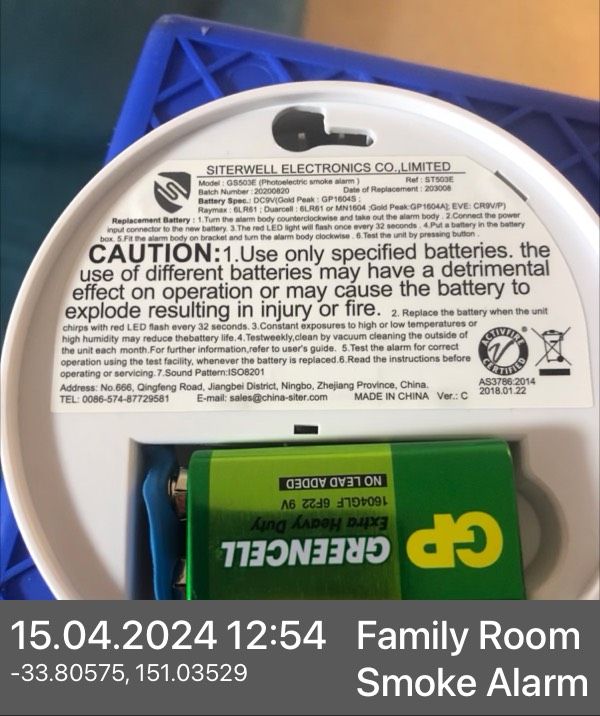 SITERWELL ELECTRONICS CO.,LIMITED
Model : GS503E (Photoelectric smoke alarm )
Ref : ST503E
Batch Number : 20200820
Date of Replacement : 203008
Battery Spec.: DC9V(Gold Peak : GP1604S ;
Raymax : 6LR61 ; Duarcell : 6LR61 or MN1604 ;Gold Peak:GP1604A); EVE: CR9V/P)
Replacement Battery : 1.Turn the alarm body counterclockwise and take out the alarm body . 2.Connect the power
input connector to the new battery. 3.The red LED light will flash once every 32 seconds . 4.Put a battery in the battery
box. 5.Fit the alarm body on bracket and turn the alarm body clockwise . 6.Test the unit by pressing button .
CAUTION:1.Use only specified batteries. the
use of different batteries may have a detrimental
effect on operation or may cause the battery to
explode resulting in injury or fire. 2. Replace the battery when the unit
chirps with red LED flash every 32 seconds. 3.Constant exposures to high or low temperatures or
high humidity may reduce thebattery life.4.Testweekly,clean by vacuum cleaning the outside of
the unit each month.For further information,refer to user's guide. 5.Test the alarm for correct
operation using the test facility, whenever the battery is replaced.6.Read the instructions before
operating or servicing.7.Sound Pattern:ISO8201
ACTIVFIRE
CERTIFIED
Address: No.666, Qingfeng Road, Jiangbei District, Ningbo, Zhejiang Province, China.
TEL: 0086-574-87729581 E-mail: sales@china-siter.com MADE IN CHINA Ver.: C
AS3786:2014
2018.01.22
GP
GREENCELL
Extra Heavy Duty
1604GLF 6F22 9V
NO LEAD ADDED
15.04.2024 12:54
-33.80575, 151.03529
Family Room
Smoke Alarm